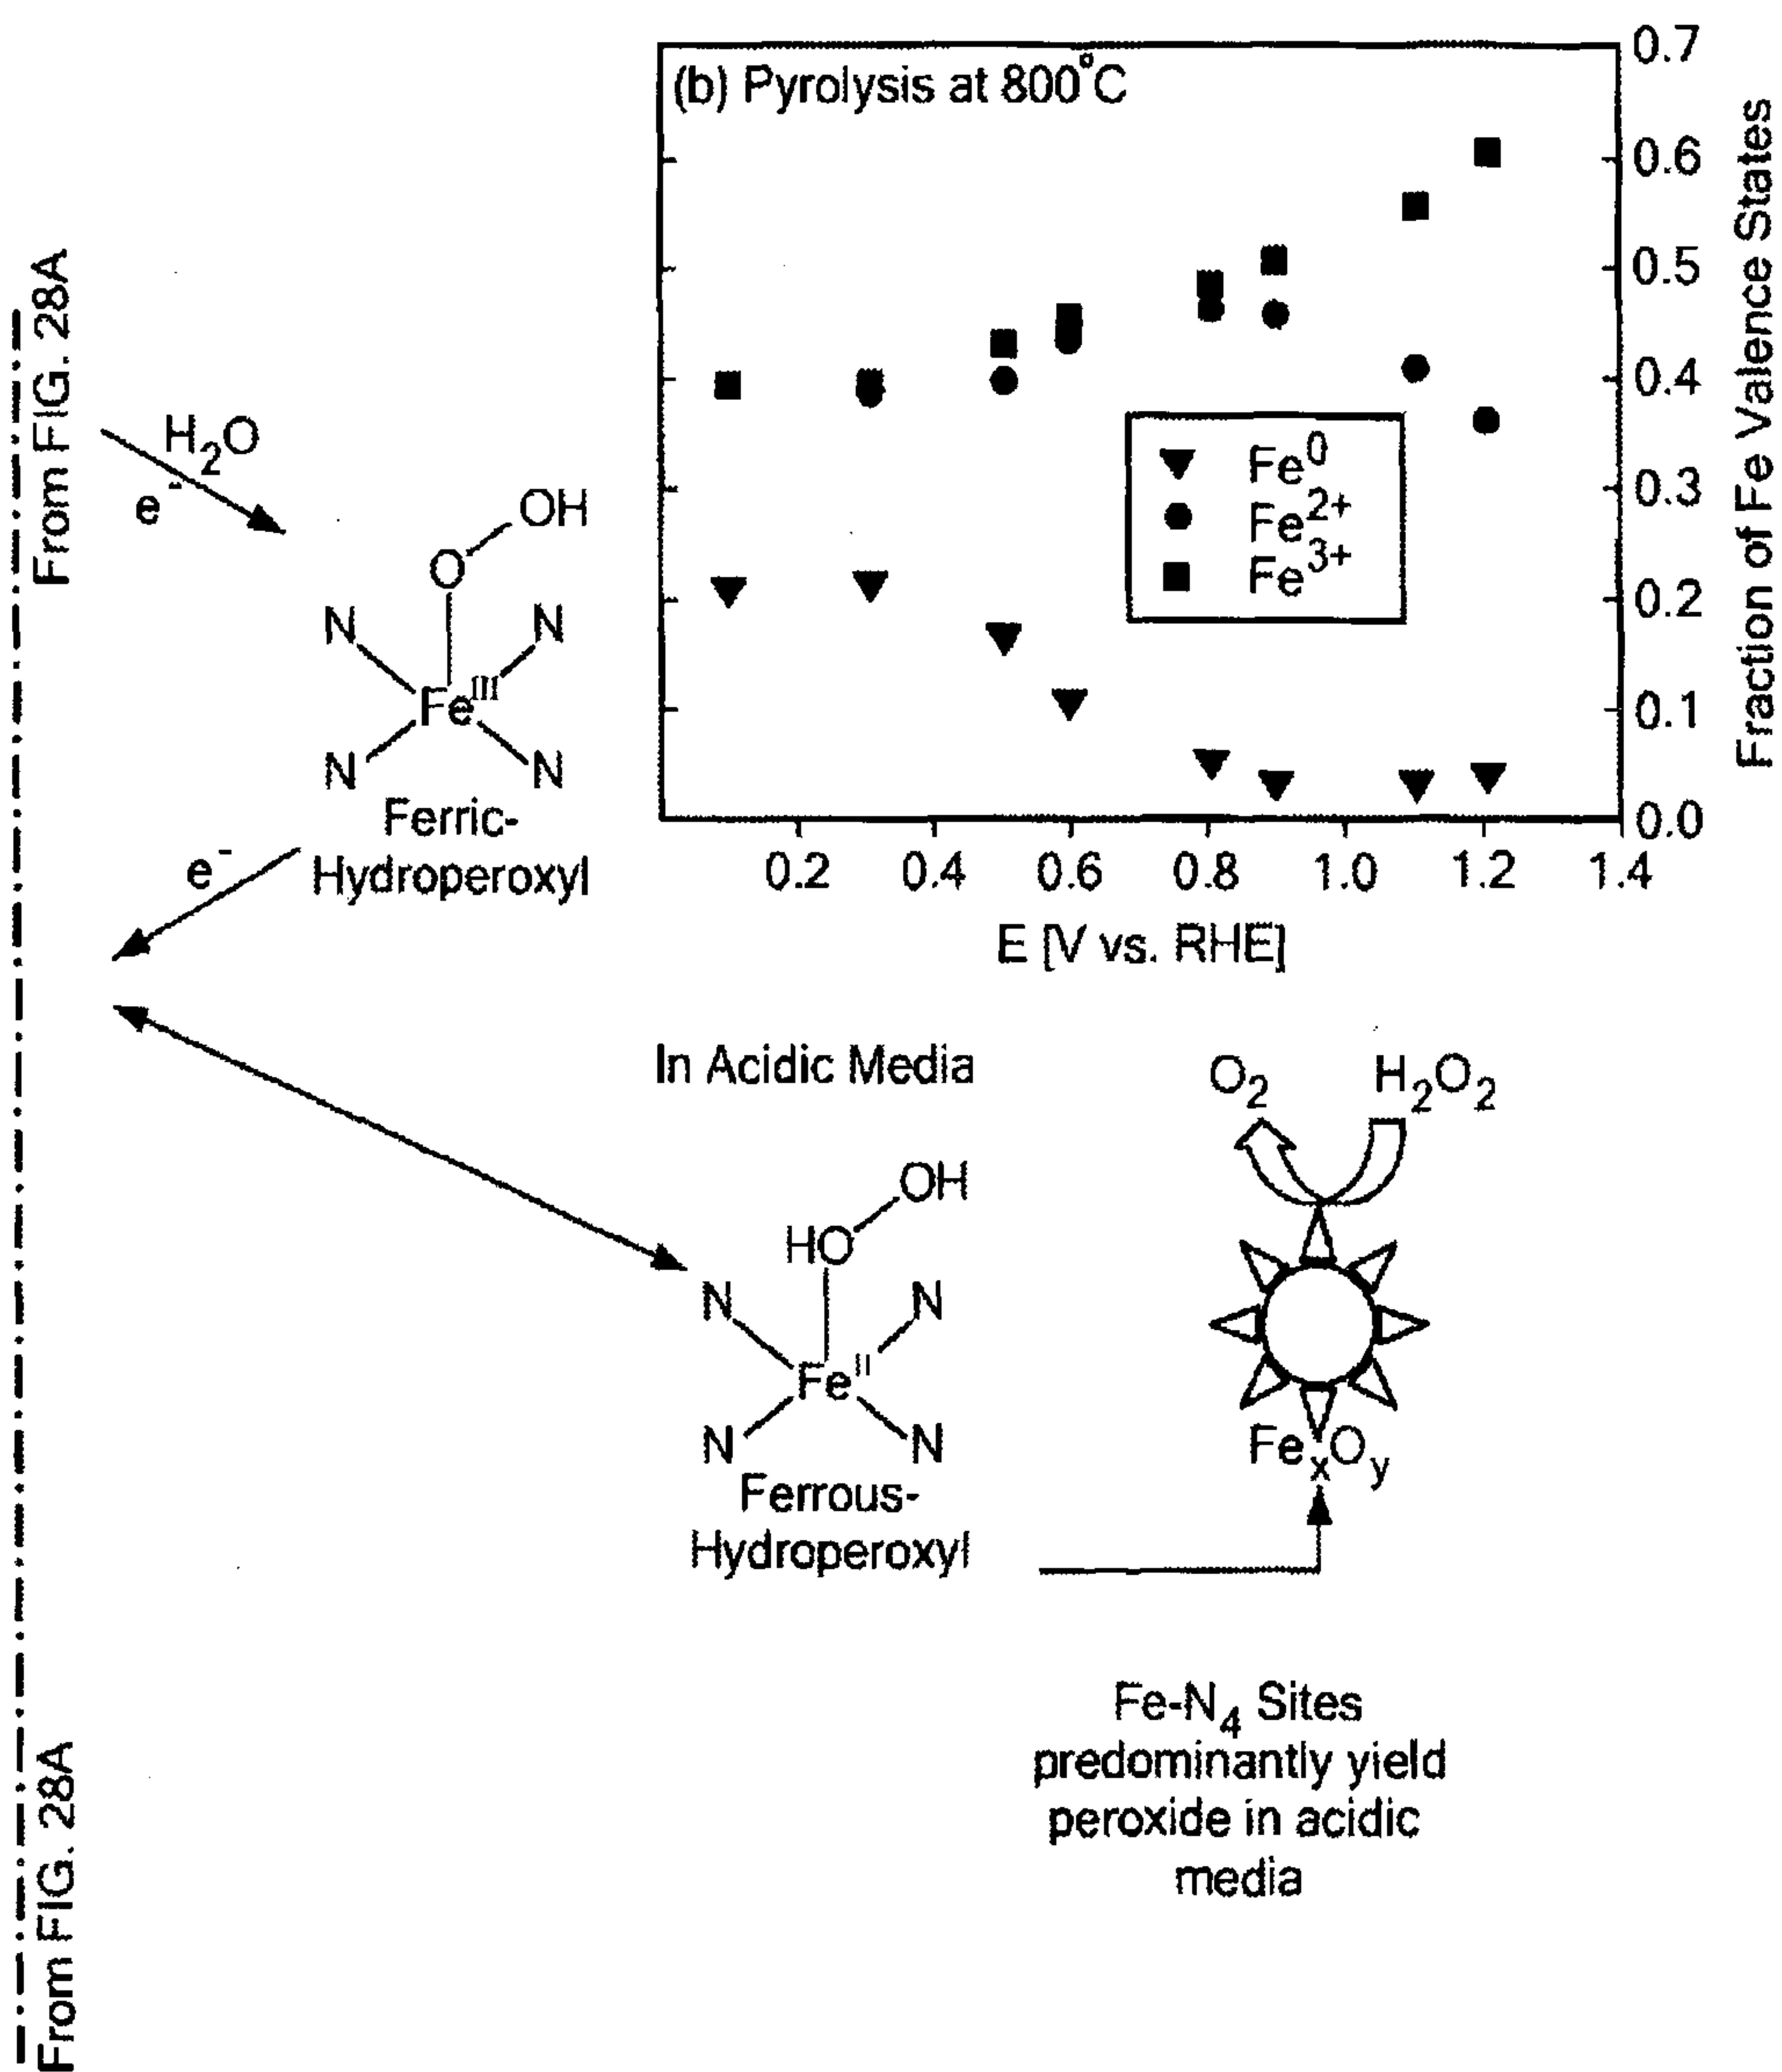 From FIG. 28A
H2O
e-
O
OH
N
N
FeIII
N
N
Ferric-
Hydroperoxyl
e-
(b) Pyrolysis at 800°C
0.7
0.6
0.5
0.4
0.3
0.2
0.1
0.0
Fraction of Fe Valence States
Fe0
Fe2+
Fe3+
0.2
0.4
0.6
0.8
1.0
1.2
1.4
E [V vs. RHE]
In Acidic Media
OH
HO
N
N
FeII
N
N
Ferrous-
Hydroperoxyl
O2
H2O2
FexOy
Fe-N4 Sites
predominantly yield
peroxide in acidic
media
From FIG. 28A